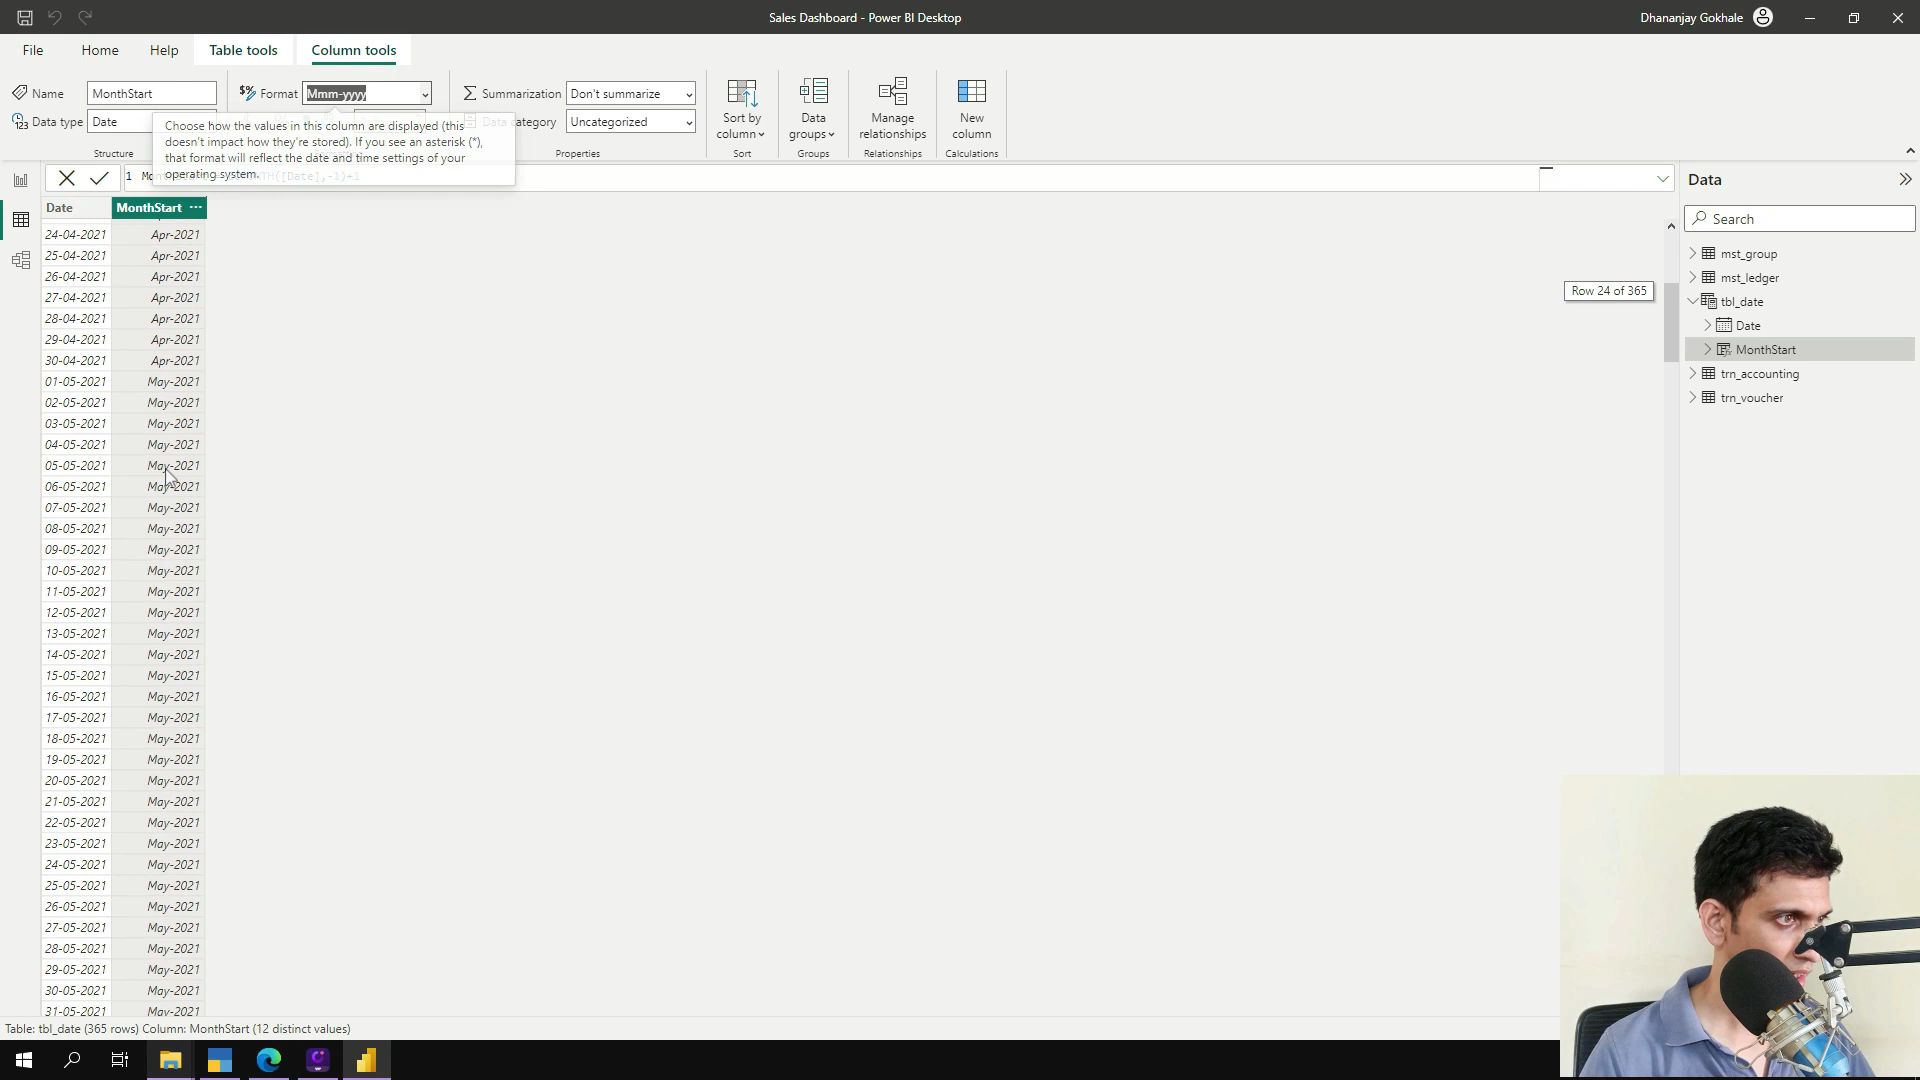 Sales Dashboard - Power BI Desktop
Dhananjay Gokhale
File
Home
Help
Table tools
Column tools
Name
MonthStart
$% Format
Mmm-yyyy
Summarization
Don't summarize
Data type
Date
Data category
Uncategorized
Sort by
column
Data
groups
Manage
relationships
New
column
Choose how the values in this column are displayed (this
doesn't impact how they're stored). If you see an asterisk (*),
that format will reflect the date and time settings of your
operating system.
Structure
Properties
Sort
Groups
Relationships
Calculations
1
([Date],-1)+1
Date
MonthStart
24-04-2021 Apr-2021
25-04-2021 Apr-2021
26-04-2021 Apr-2021
27-04-2021 Apr-2021
28-04-2021 Apr-2021
29-04-2021 Apr-2021
30-04-2021 Apr-2021
01-05-2021 May-2021
02-05-2021 May-2021
03-05-2021 May-2021
04-05-2021 May-2021
05-05-2021 May-2021
06-05-2021 May-2021
07-05-2021 May-2021
08-05-2021 May-2021
09-05-2021 May-2021
10-05-2021 May-2021
11-05-2021 May-2021
12-05-2021 May-2021
13-05-2021 May-2021
14-05-2021 May-2021
15-05-2021 May-2021
16-05-2021 May-2021
17-05-2021 May-2021
18-05-2021 May-2021
19-05-2021 May-2021
20-05-2021 May-2021
21-05-2021 May-2021
22-05-2021 May-2021
23-05-2021 May-2021
24-05-2021 May-2021
25-05-2021 May-2021
26-05-2021 May-2021
27-05-2021 May-2021
28-05-2021 May-2021
29-05-2021 May-2021
30-05-2021 May-2021
31-05-2021 May-2021
Row 24 of 365
Data
Search
mst_group
mst_ledger
tbl_date
Date
MonthStart
trn_accounting
trn_voucher
Table: tbl_date (365 rows) Column: MonthStart (12 distinct values)